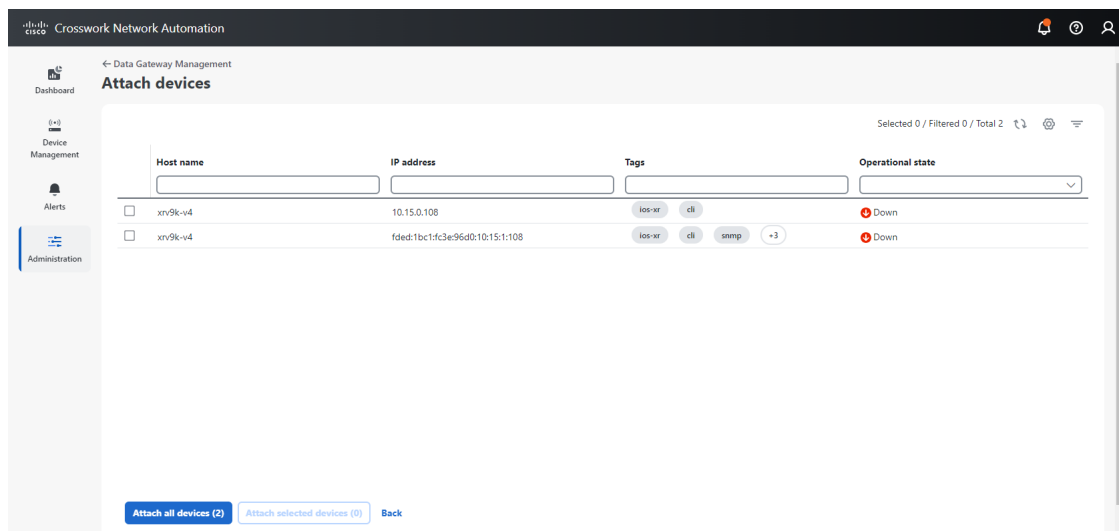 cisco Crosswork Network Automation
← Data Gateway Management
Attach devices
Dashboard
Device
Management
Alerts
Administration
Selected 0 / Filtered 0 / Total 2
Host name IP address Tags Operational state
xrv9k-v4 10.15.0.108 ios-xr cli Down
xrv9k-v4 fded:1bc1:fc3e:96d0:10:15:1:108 ios-xr cli snmp +3 Down
Attach all devices (2) Attach selected devices (0) Back